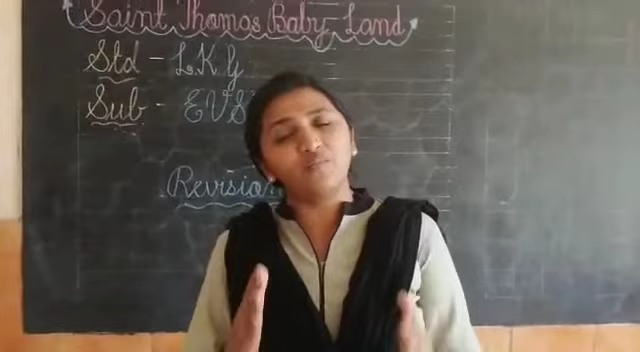 Saint Thomas Baby Land
Std - L.K.G
Sub - EVS
Revision